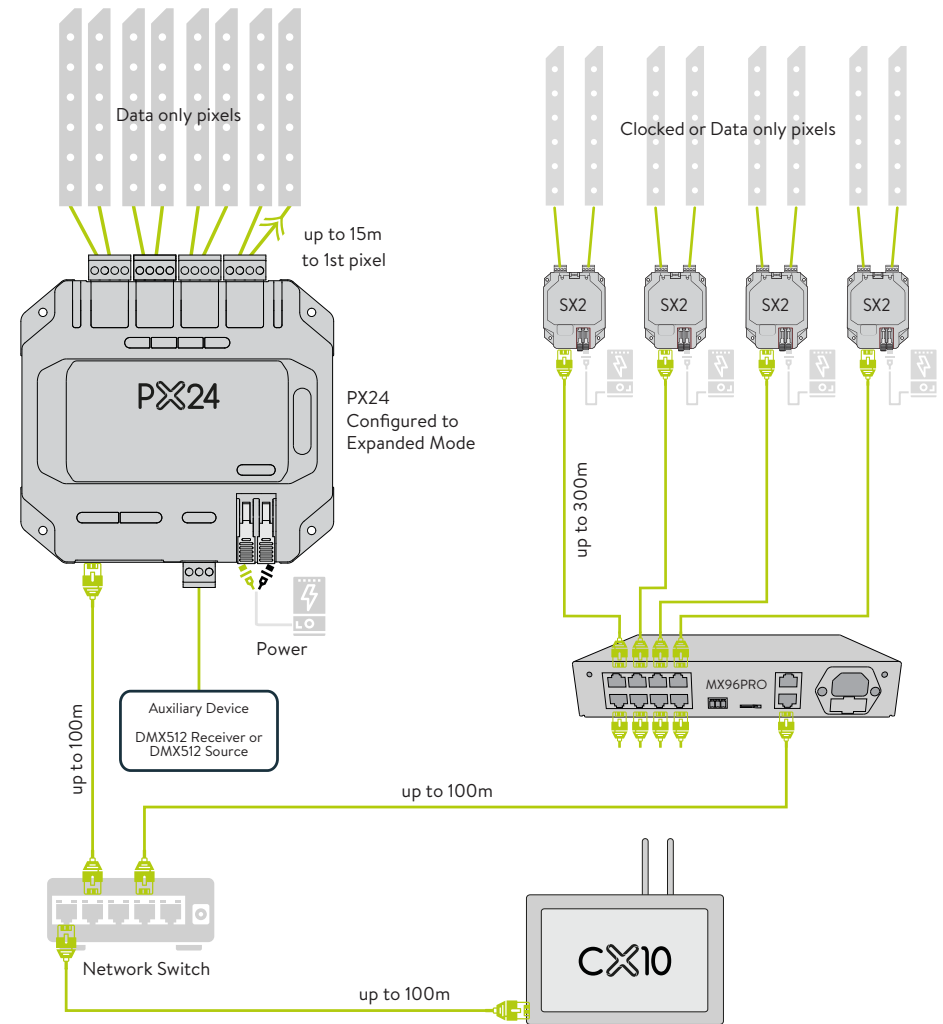 Data only pixels
Clocked or Data only pixels
up to 15m
to 1st pixel
SX2
SX2
SX2
SX2
PX24
PX24
Configured to
Expanded Mode
up to 300m
LO
Power
MX96PRO
Auxiliary Device
DMX512 Receiver or
DMX512 Source
up to 100m
up to 100m
CX10
Network Switch
up to 100m